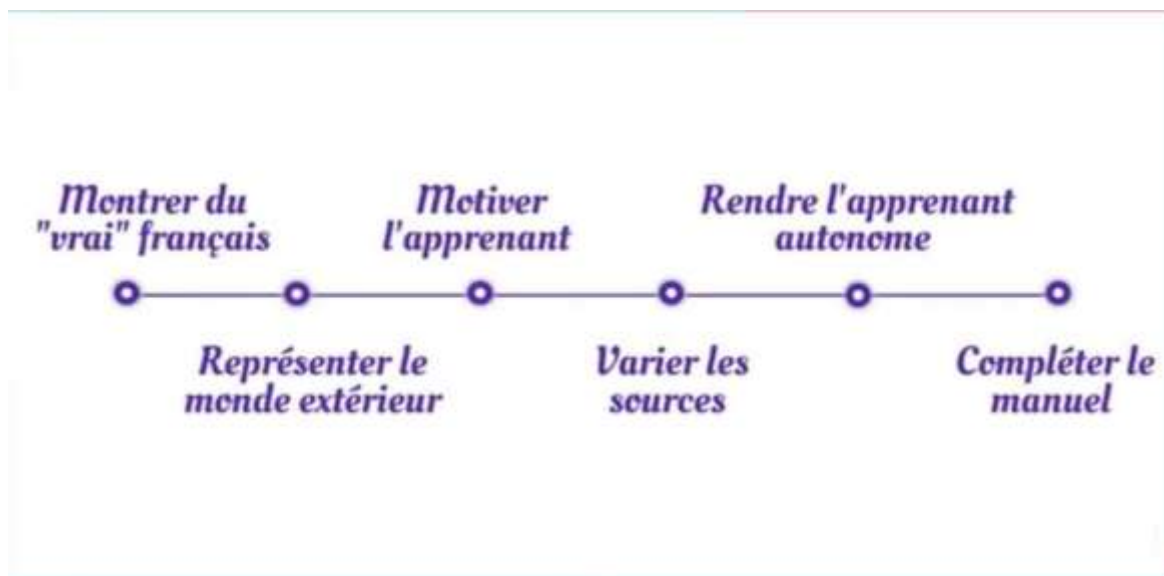 Montrer du
"vrai" français
Représenter le
monde extérieur
Motiver
l'apprenant
Varier les
sources
Rendre l'apprenant
autonome
Compléter le
manuel